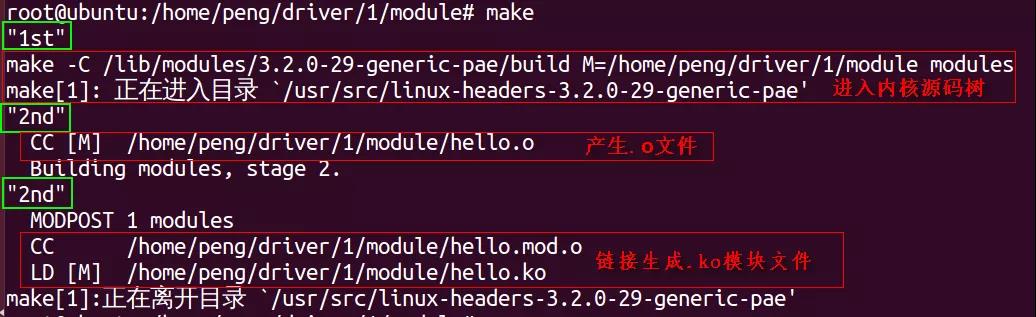 root@ubuntu:/home/peng/driver/1/module# make
"1st"
make -C /lib/modules/3.2.0-29-generic-pae/build M=/home/peng/driver/1/module modules
make[1]: 正在进入目录 `/usr/src/linux-headers-3.2.0-29-generic-pae' 进入内核源码树
"2nd"
CC [M] /home/peng/driver/1/module/hello.o 产生.o文件
Building modules, stage 2.
"2nd"
MODPOST 1 modules
CC /home/peng/driver/1/module/hello.mod.o
LD [M] /home/peng/driver/1/module/hello.ko 链接生成.ko模块文件
make[1]:正在离开目录 `/usr/src/linux-headers-3.2.0-29-generic-pae'